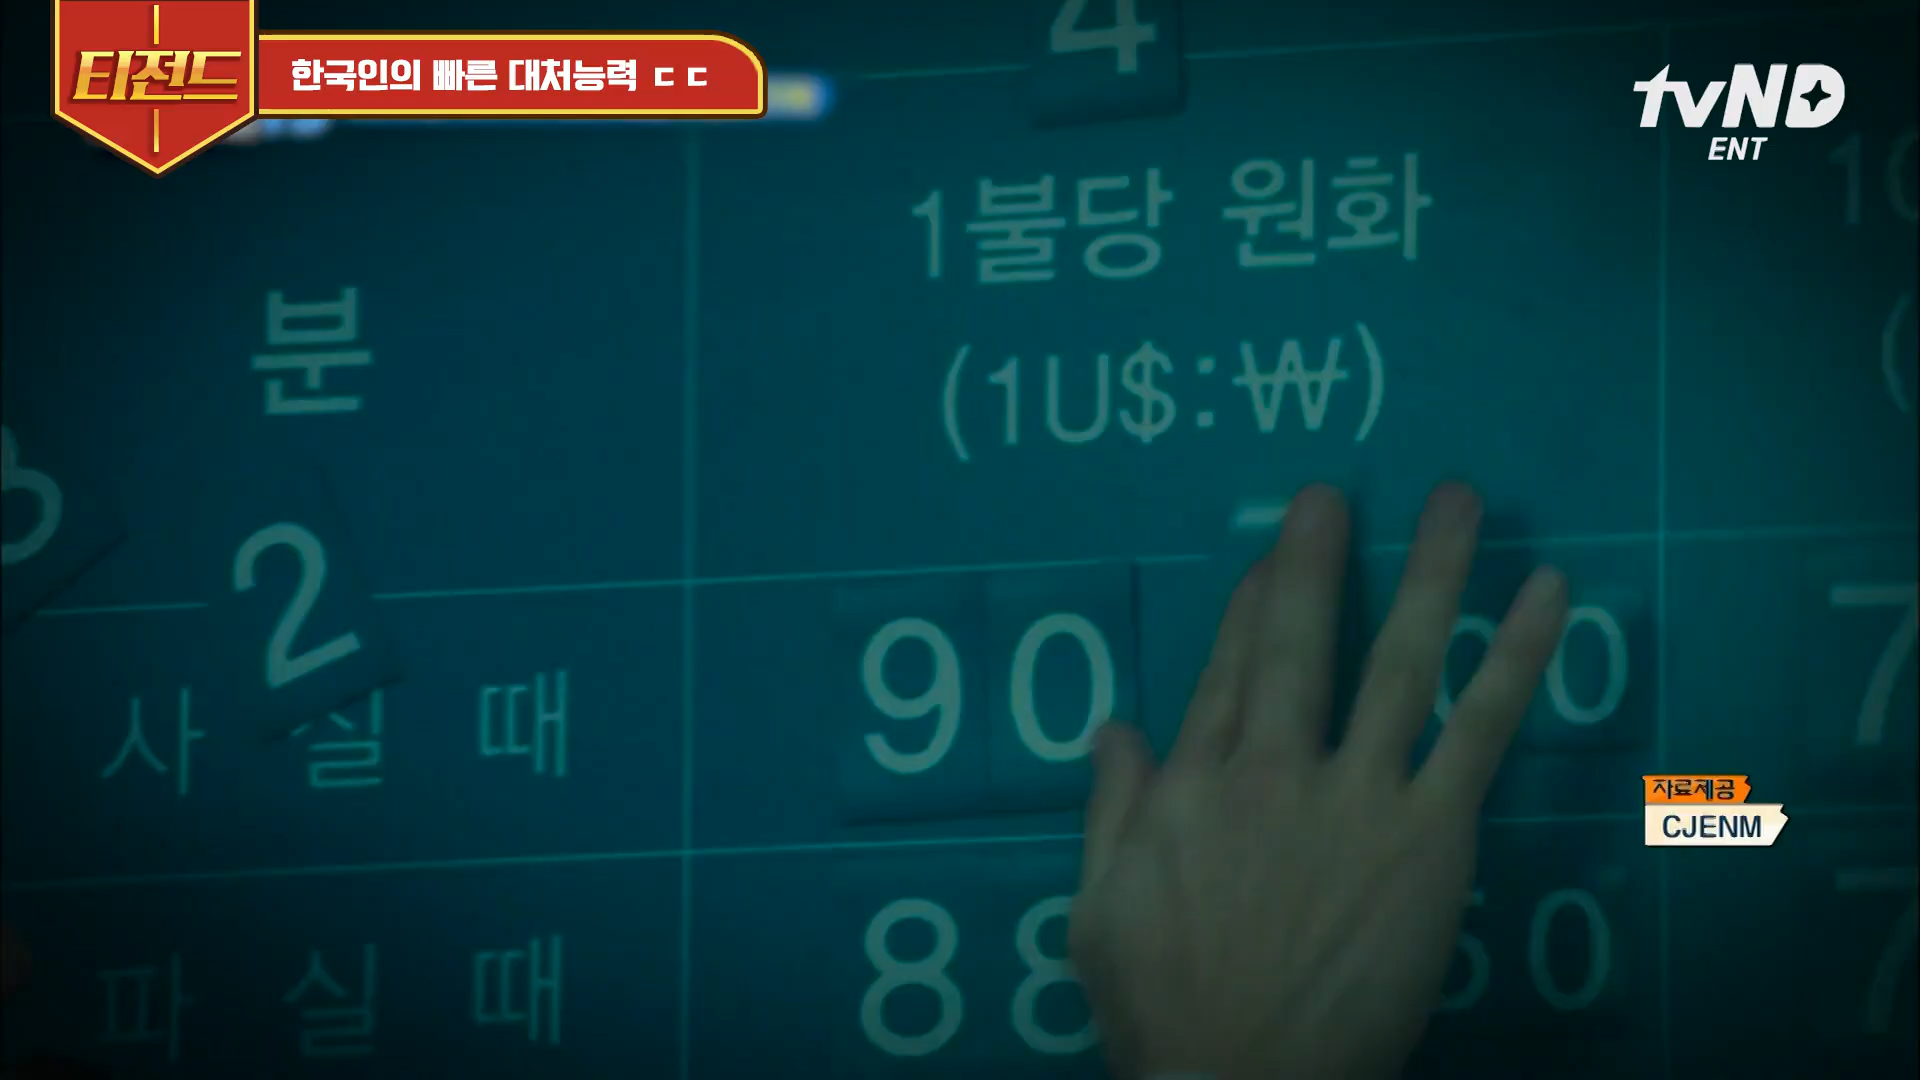 티전드
한국인의 빠른 대처능력 ㄷㄷ
tvND
ENT
4
1불당 원화
(1U$:₩)
분
2
사실때
90
00
7
파실때
88
50
자료제공
CJENM